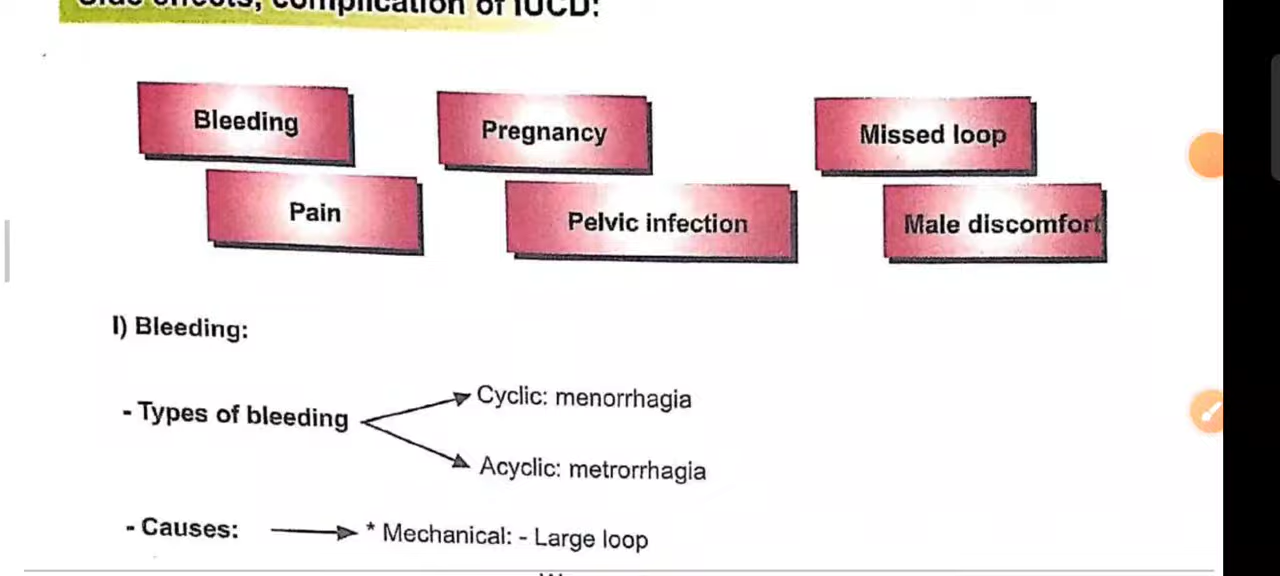 Side effects, complication of IUCD:
Bleeding
Pregnancy
Missed loop
Pain
Pelvic infection
Male discomfort
I) Bleeding:
- Types of bleeding
Cyclic: menorrhagia
Acyclic: metrorrhagia
- Causes:
* Mechanical: - Large loop